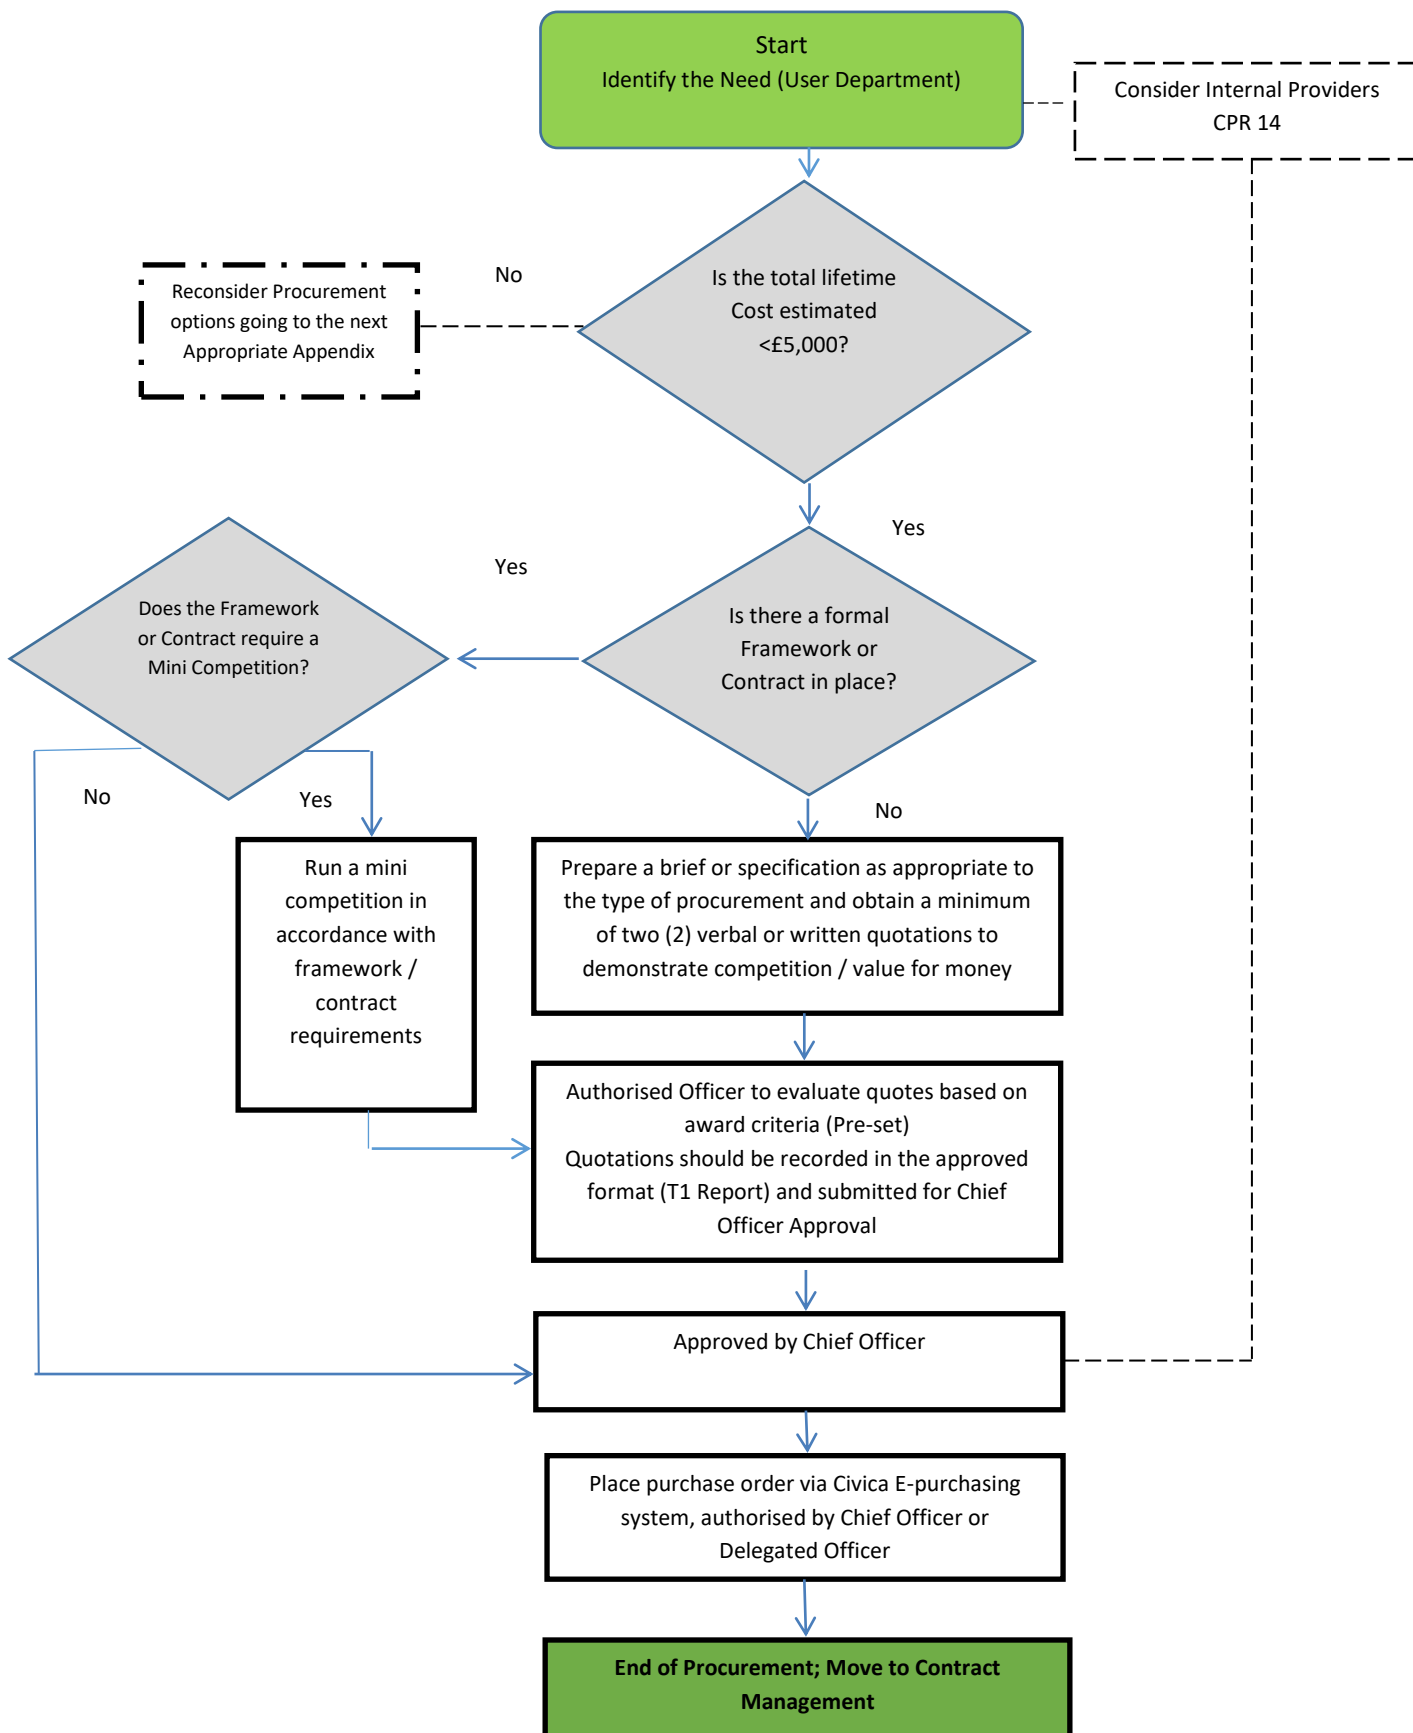 Start
Identify the Need (User Department)
Consider Internal Providers
CPR 14
No
Is the total lifetime
Cost estimated
<£5,000?
Reconsider Procurement
options going to the next
Appropriate Appendix
Yes
Yes
Does the Framework
or Contract require a
Mini Competition?
Is there a formal
Framework or
Contract in place?
No
Yes
No
Run a mini
competition in
accordance with
framework /
contract
requirements
Prepare a brief or specification as appropriate to
the type of procurement and obtain a minimum
of two (2) verbal or written quotations to
demonstrate competition / value for money
Authorised Officer to evaluate quotes based on
award criteria (Pre-set)
Quotations should be recorded in the approved
format (T1 Report) and submitted for Chief
Officer Approval
Approved by Chief Officer
Place purchase order via Civica E-purchasing
system, authorised by Chief Officer or
Delegated Officer
End of Procurement; Move to Contract
Management